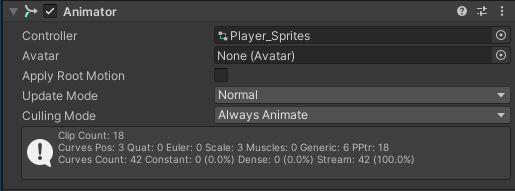 Animator
Controller Player_Sprites
Avatar None (Avatar)
Apply Root Motion
Update Mode Normal
Culling Mode Always Animate
Clip Count: 18
Curves Pos: 3 Quat: 0 Euler: 0 Scale: 3 Muscles: 0 Generic: 6 PPtr: 18
Curves Count: 42 Constant: 0 (0.0%) Dense: 0 (0.0%) Stream: 42 (100.0%)